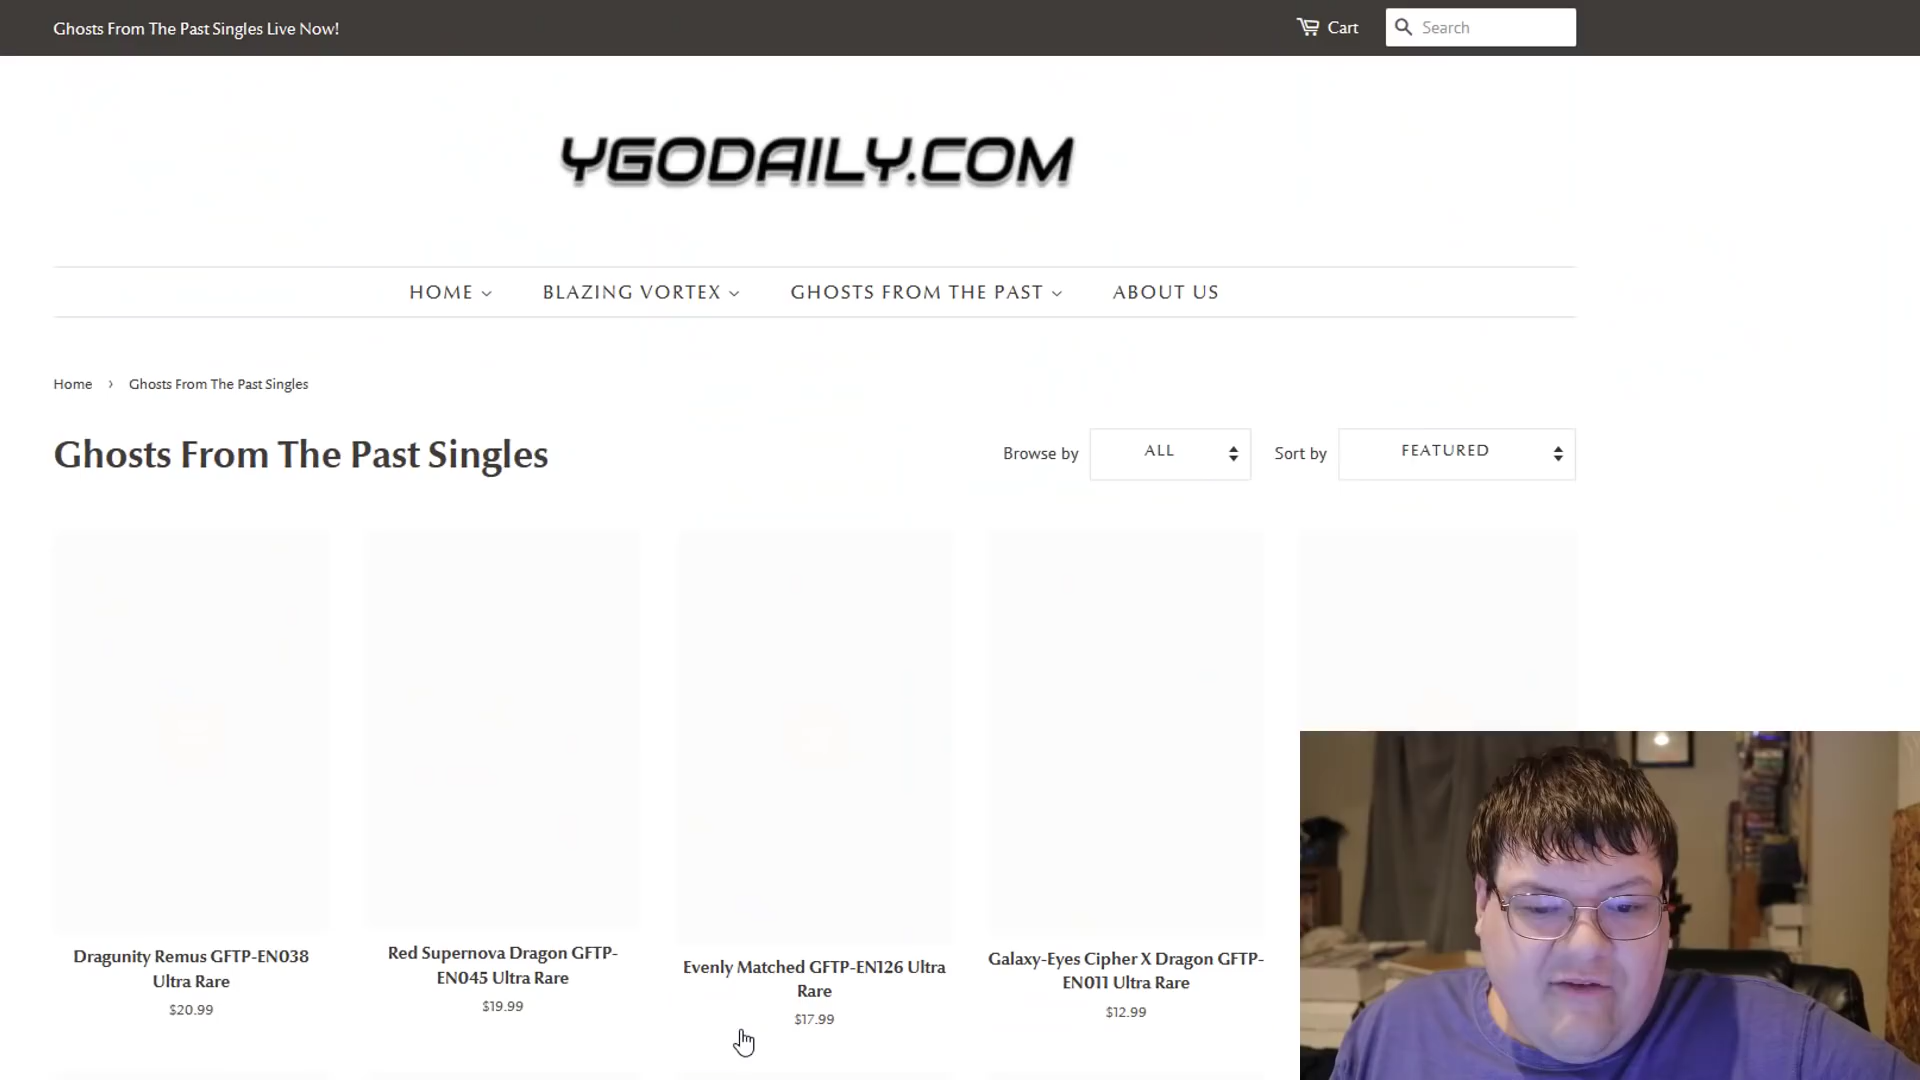 Ghosts From The Past Singles Live Now!
Cart
Search
YGODAILY.COM
HOME
BLAZING VORTEX
GHOSTS FROM THE PAST
ABOUT US
Home › Ghosts From The Past Singles
Ghosts From The Past Singles
Browse by
ALL
Sort by
FEATURED
Dragunity Remus GFTP-EN038
Ultra Rare
$20.99
Red Supernova Dragon GFTP-
EN045 Ultra Rare
$19.99
Evenly Matched GFTP-EN126 Ultra
Rare
$17.99
Galaxy-Eyes Cipher X Dragon GFTP-
EN011 Ultra Rare
$12.99